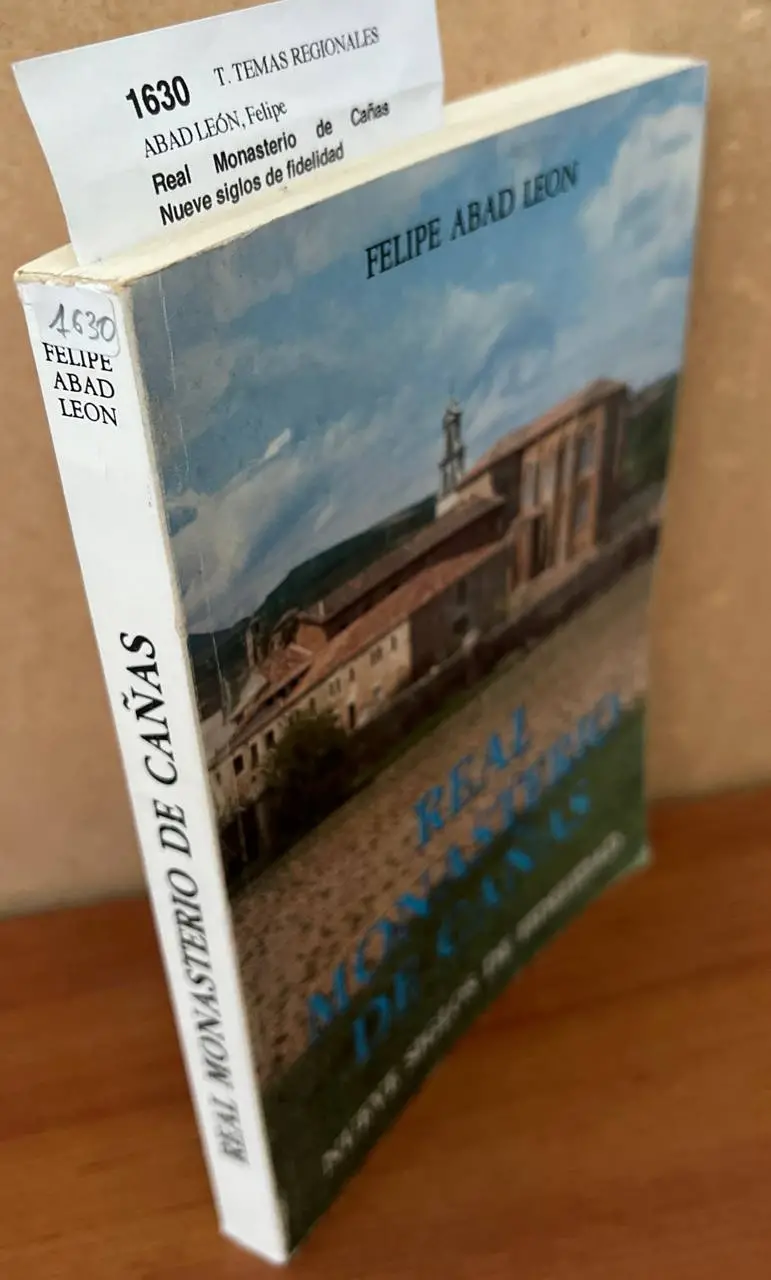 1630 T. TEMAS REGIONALES
ABAD LEÓN, Felipe
Real Monasterio de Cañas
Nueve siglos de fidelidad
1630
FELIPE
ABAD
LEON
REAL MONASTERIO DE CAÑAS
FELIPE ABAD LEON
REAL
MONASTERIO
DE CAÑAS
NUEVE SIGLOS DE FIDELIDAD